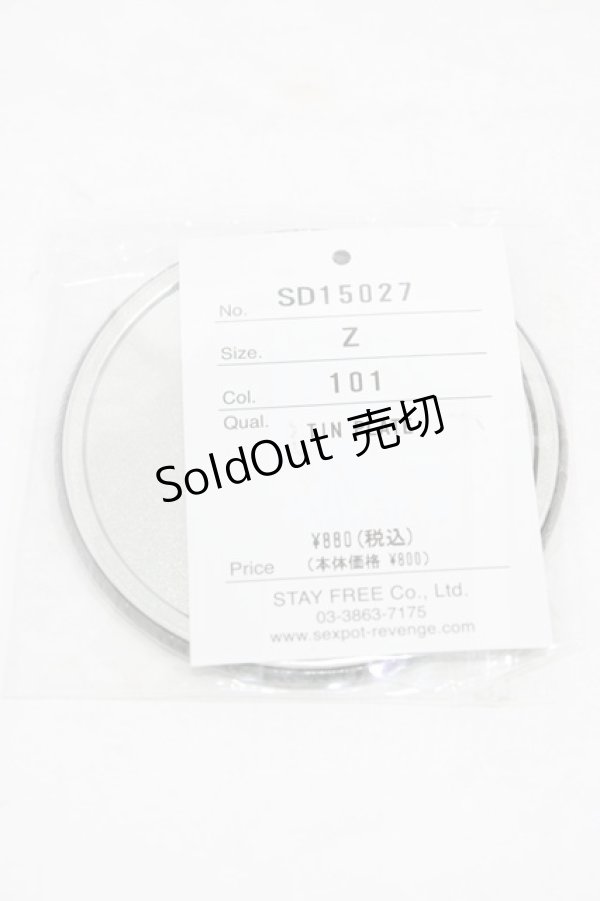 No. SD15027
Size. Z
Col. 101
Qual. TIN
SoldOut 売切
¥880(税込)
Price (本体価格 ¥800)
STAY FREE Co., Ltd.
03-3863-7175
www.sexpot-revenge.com